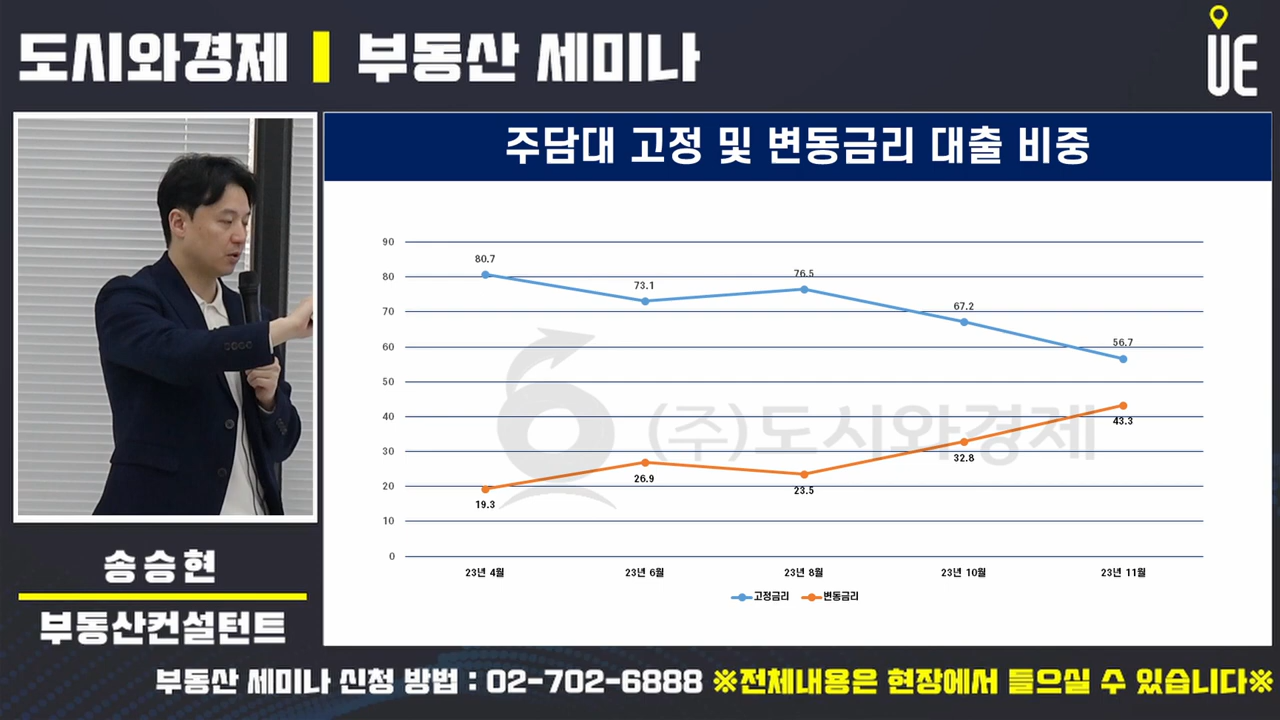 도시와경제 | 부동산 세미나
UE
주담대 고정 및 변동금리 대출 비중
90
80
70
60
50
40
30
20
10
0
80.7
73.1
76.5
67.2
56.7
19.3
26.9
23.5
32.8
43.3
(주)도시와경제
23년 4월
23년 6월
23년 8월
23년 10월
23년 11월
고정금리
변동금리
송승현
부동산컨설턴트
부동산 세미나 신청 방법 : 02-702-6888 ※전체내용은 현장에서 들으실 수 있습니다※